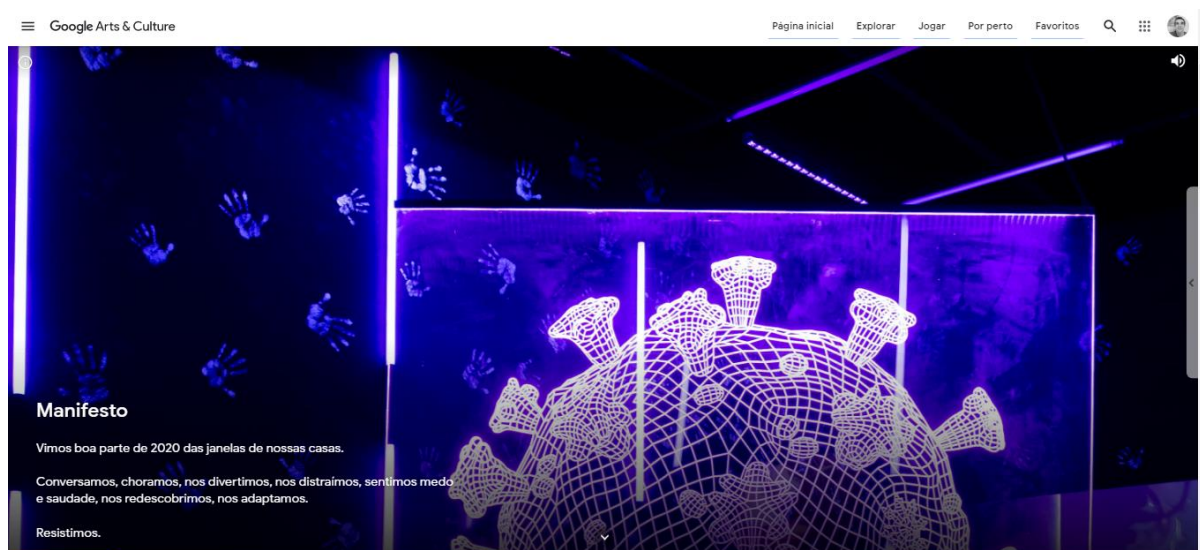 Google Arts & Culture
Página inicial
Explorar
Jogar
Por perto
Favoritos
Manifesto
Vimos boa parte de 2020 das janelas de nossas casas.
Conversamos, choramos, nos divertimos, nos distraímos, sentimos medo
e saudade, nos redescobrimos, nos adaptamos.
Resistimos.